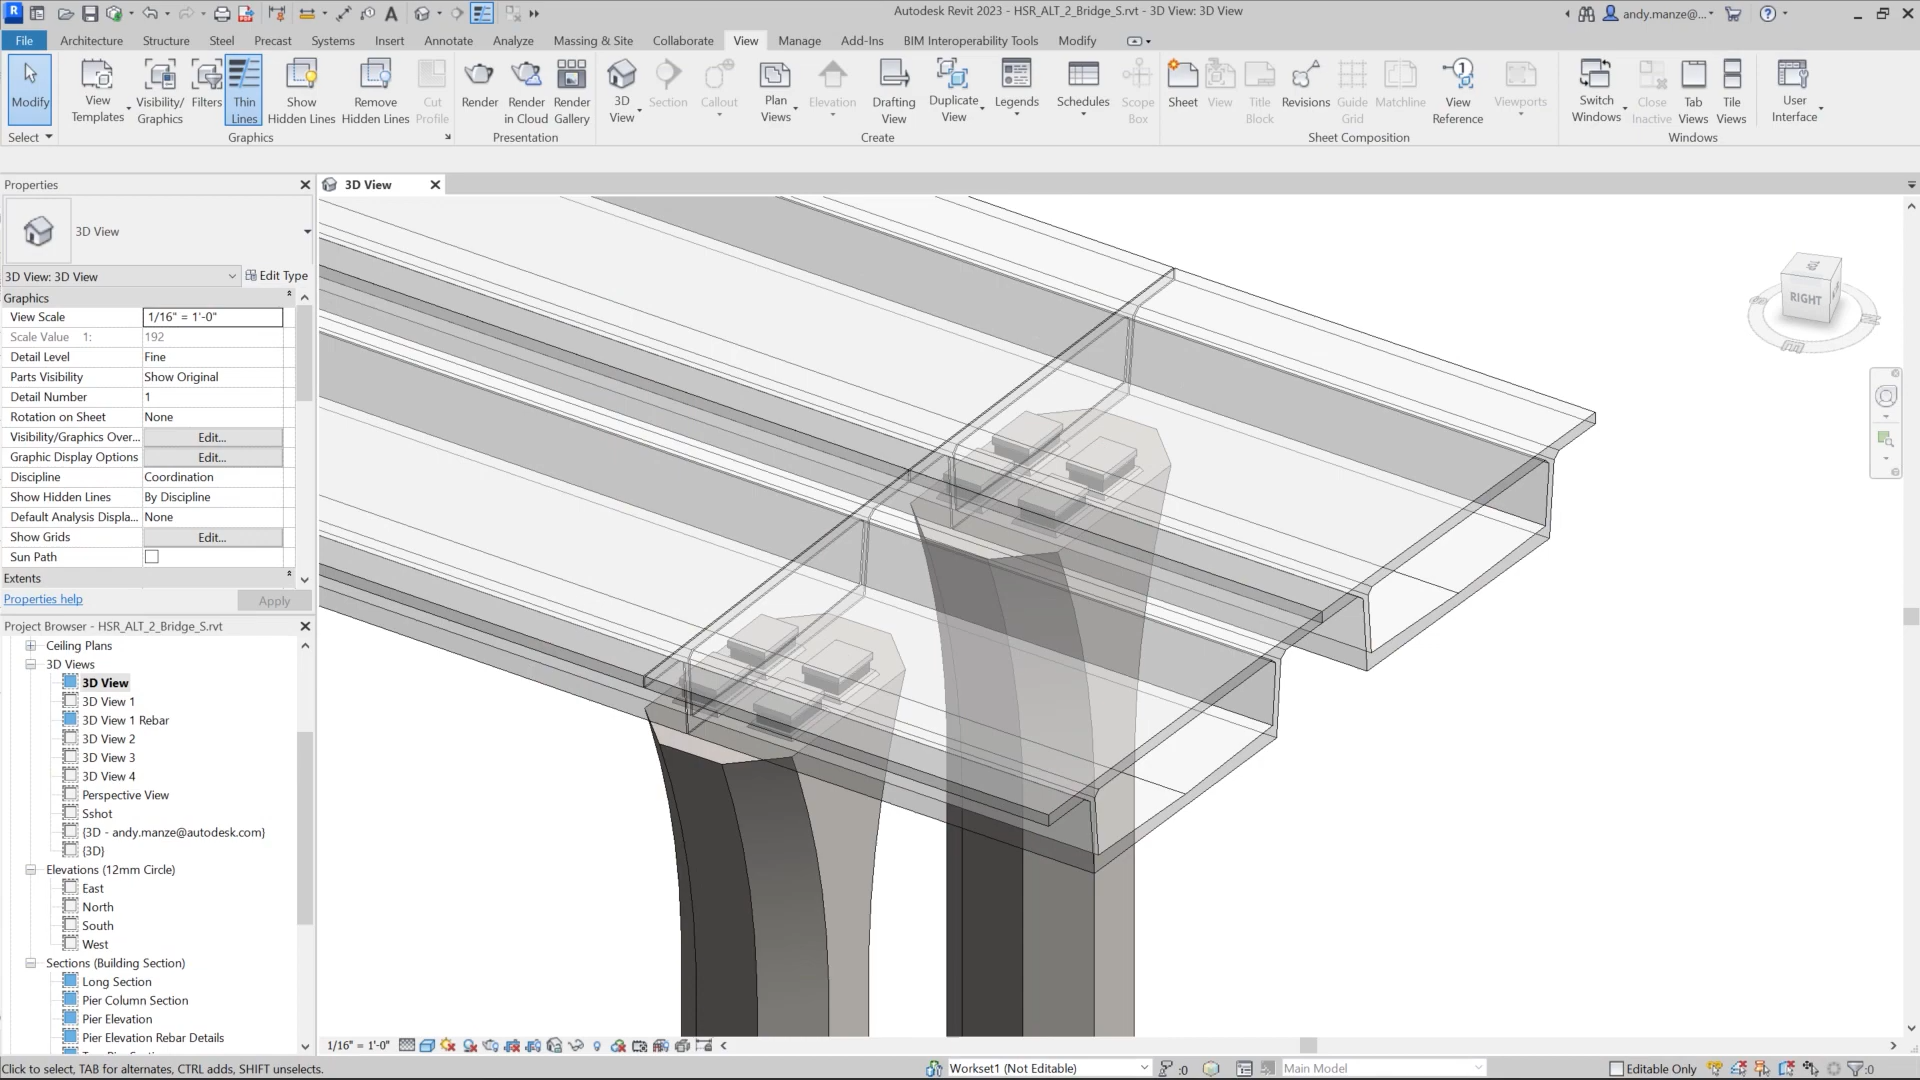 Autodesk Revit 2023 - HSR_ALT_2_Bridge_S.rvt - 3D View: 3D View
andy.manze@...
File Architecture Structure Steel Precast Systems Insert Annotate Analyze Massing & Site Collaborate View Manage Add-Ins BIM Interoperability Tools Modify
Modify
View Templates
Visibility/ Graphics
Filters
Thin Lines
Show Hidden Lines
Remove Hidden Lines
Cut Profile
Render
Render in Cloud
Render Gallery
3D View
Section
Callout
Plan Views
Elevation
Drafting View
Duplicate View
Legends
Schedules
Scope Box
Sheet
View
Title Block
Revisions
Guide Grid
Matchline
View Reference
Viewports
Switch Windows
Close Inactive
Tab Views
Tile Views
User Interface
Select
Graphics
Presentation
Create
Sheet Composition
Windows
Properties
3D View
3D View
3D View: 3D View
Edit Type
Graphics
View Scale 1/16" = 1'-0"
Scale Value 1: 192
Detail Level Fine
Parts Visibility Show Original
Detail Number 1
Rotation on Sheet None
Visibility/Graphics Over... Edit...
Graphic Display Options Edit...
Discipline Coordination
Show Hidden Lines By Discipline
Default Analysis Displa... None
Show Grids Edit...
Sun Path
Extents
Properties help
Apply
Project Browser - HSR_ALT_2_Bridge_S.rvt
Ceiling Plans
3D Views
3D View
3D View 1
3D View 1 Rebar
3D View 2
3D View 3
3D View 4
Perspective View
Sshot
{3D - andy.manze@autodesk.com}
{3D}
Elevations (12mm Circle)
East
North
South
West
Sections (Building Section)
Long Section
Pier Column Section
Pier Elevation
Pier Elevation Rebar Details
TOP
RIGHT
1/16" = 1'-0"
Click to select, TAB for alternates, CTRL adds, SHIFT unselects.
Workset1 (Not Editable)
:0
Main Model
Editable Only
:0